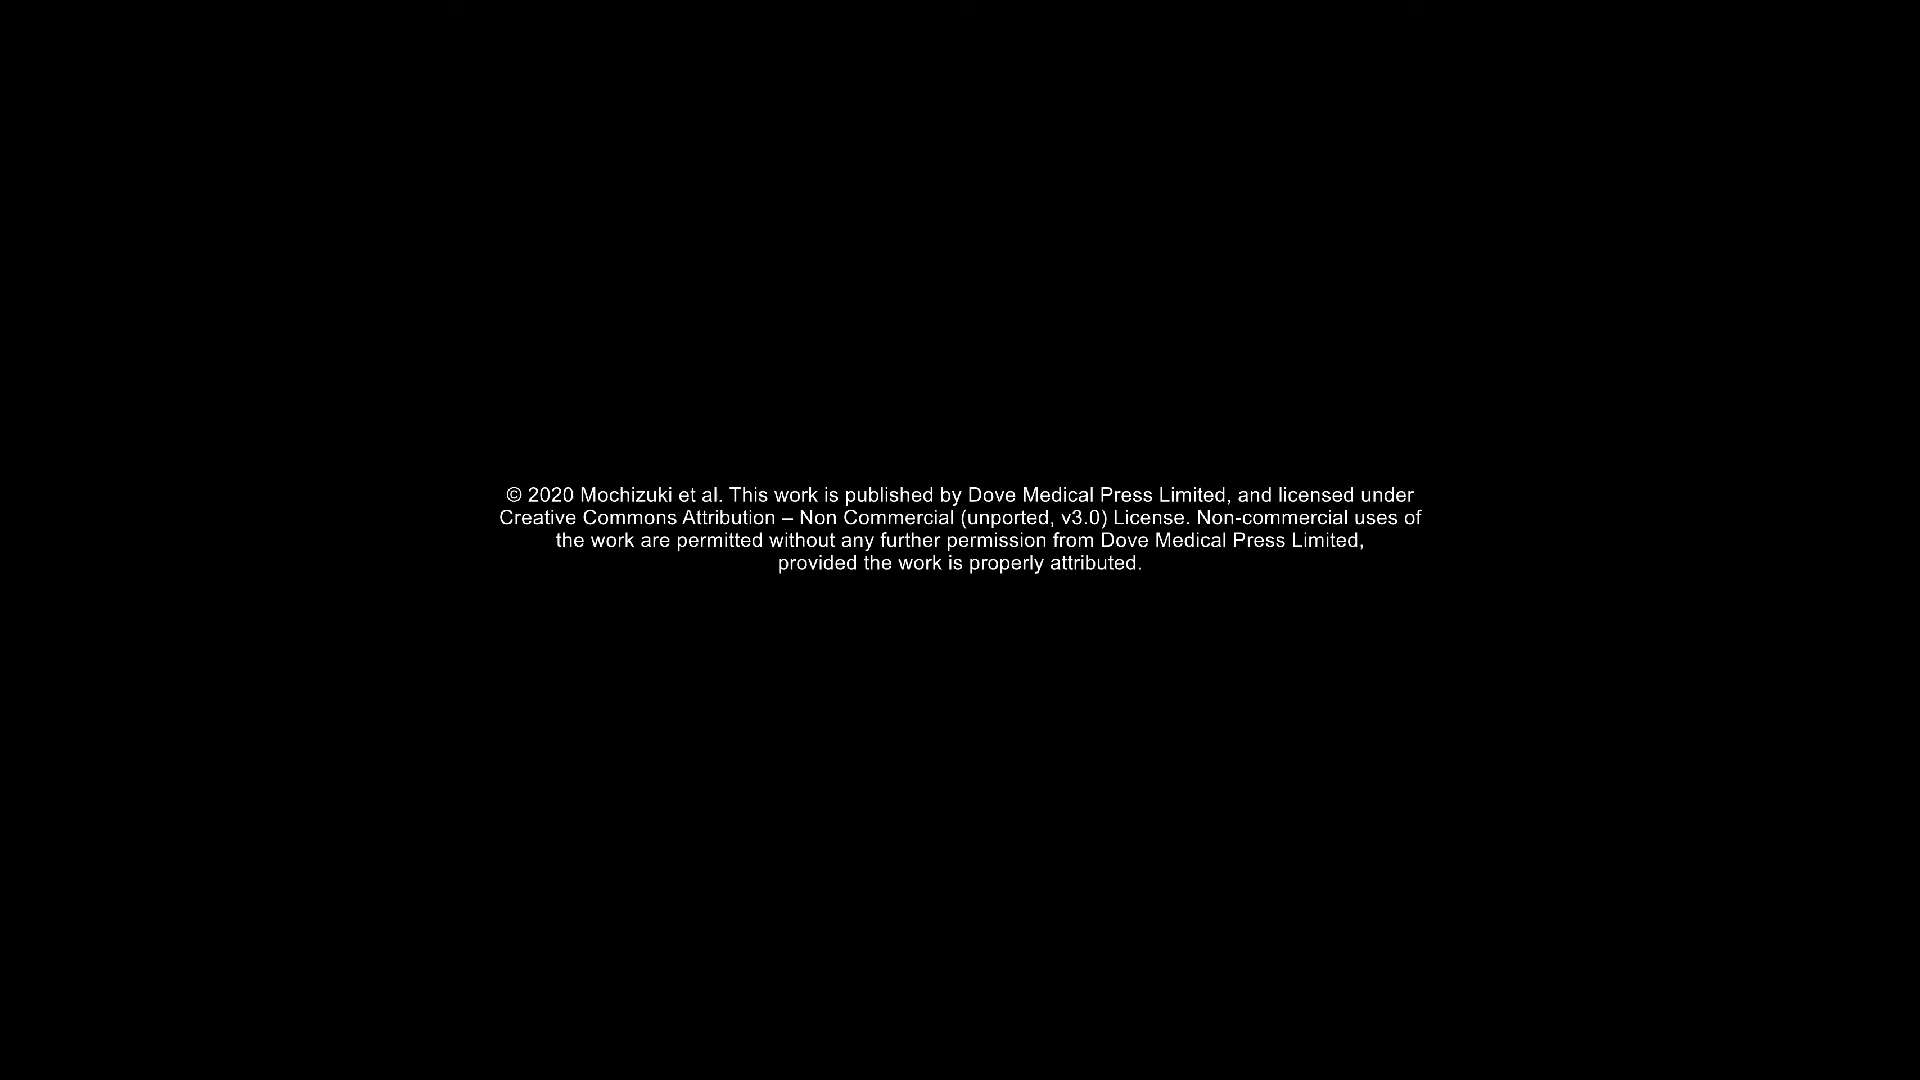 © 2020 Mochizuki et al. This work is published by Dove Medical Press Limited, and licensed under
Creative Commons Attribution – Non Commercial (unported, v3.0) License. Non-commercial uses of
the work are permitted without any further permission from Dove Medical Press Limited,
provided the work is properly attributed.